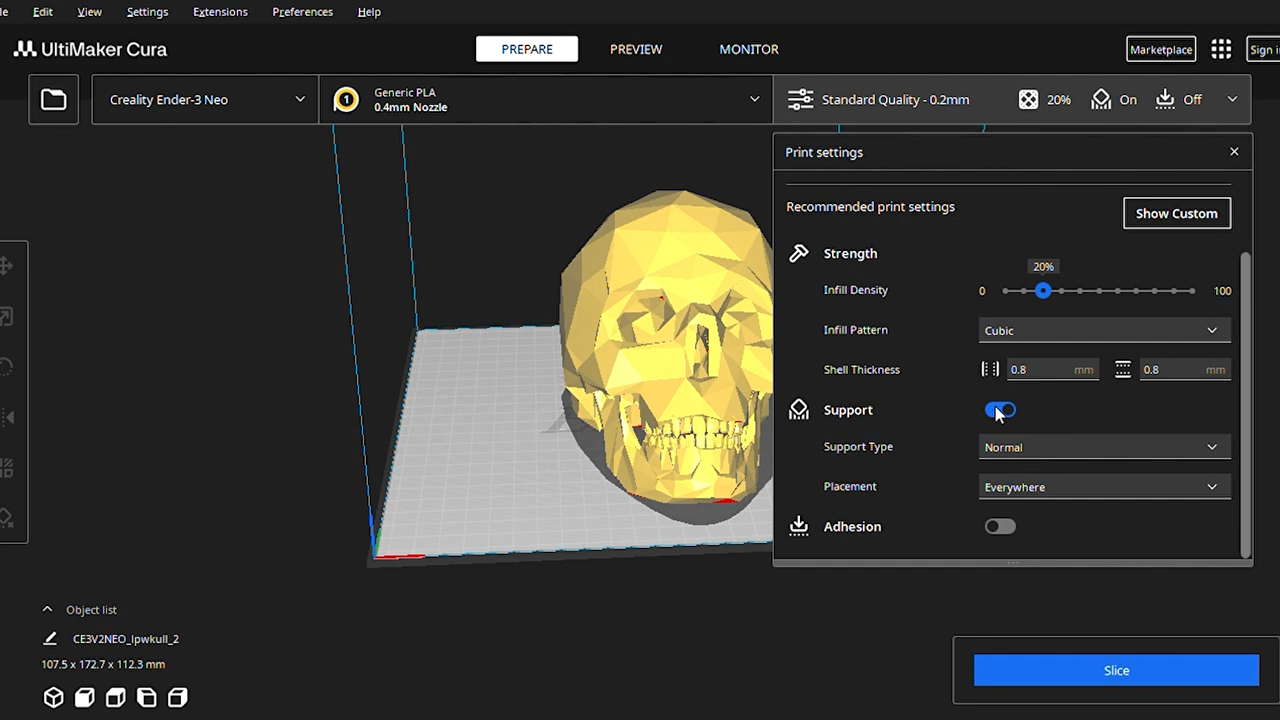 Edit View Settings Extensions Preferences Help
UltiMaker Cura PREPARE PREVIEW MONITOR Marketplace Sign
Creality Ender-3 Neo
1 Generic PLA
0.4mm Nozzle
Standard Quality - 0.2mm 20% On Off
Print settings
Recommended print settings Show Custom
Strength
20%
Infill Density 0 100
Infill Pattern Cubic
Shell Thickness 0.8 mm 0.8 mm
Support
Support Type Normal
Placement Everywhere
Adhesion
Object list
CE3V2NEO_lpwkull_2
107.5 x 172.7 x 112.3 mm
Slice